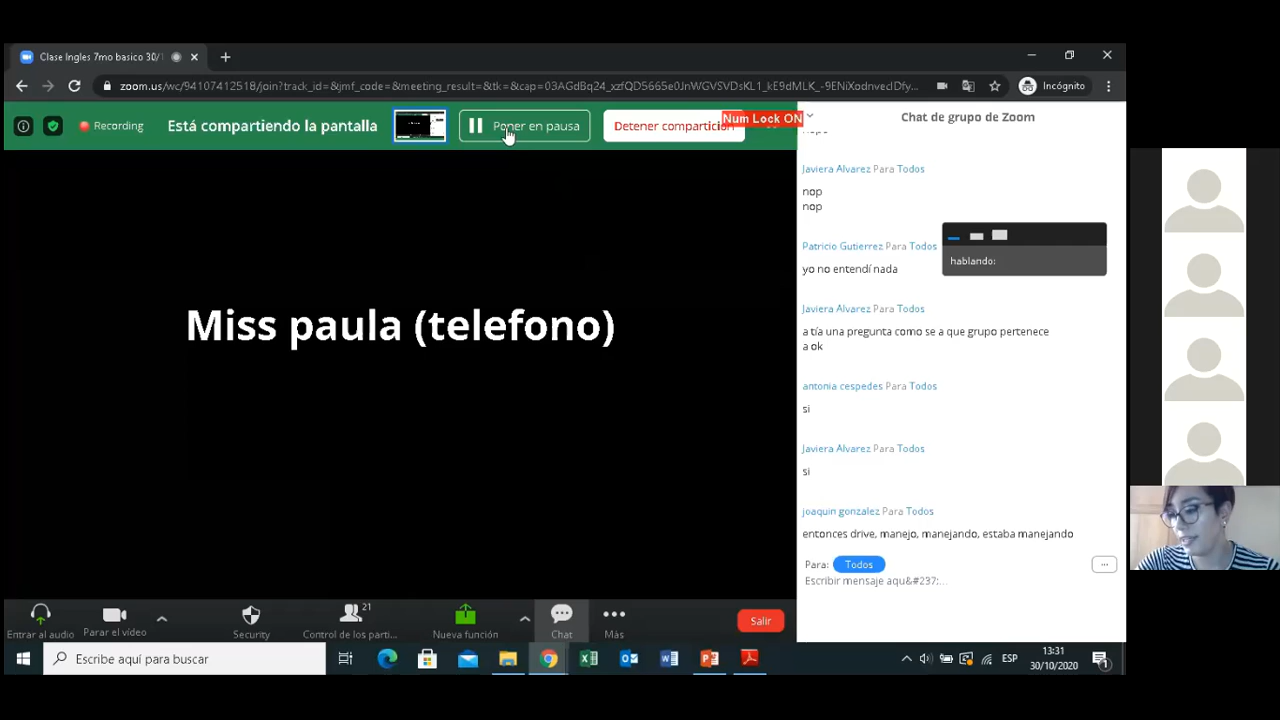 Clase Ingles 7mo basico 30/1
zoom.us/wc/94107412518/join?track_id=&jmf_code=&meeting_result=&tk=&cap=03AGdBq24_xzfQD5665e0JnWGVSVDsKL1_kE9dMLK_-9ENiXodnvecIDfy...
Incógnito
Recording
Está compartiendo la pantalla
Poner en pausa
Detener compartición
Num Lock ON
Chat de grupo de Zoom
Javiera Alvarez Para Todos
nop
nop
Patricio Gutierrez Para Todos
yo no entendí nada
hablando:
Javiera Alvarez Para Todos
a tía una pregunta como se a que grupo pertenece
a ok
antonia cespedes Para Todos
si
Javiera Alvarez Para Todos
si
joaquin gonzalez Para Todos
entonces drive, manejo, manejando, estaba manejando
Para: Todos
Escribir mensaje aqu&#237;...
Miss paula (telefono)
Entrar al audio
Parar el vídeo
Security
21
Control de los parti...
Nueva función
Chat
Más
Salir
Escribe aquí para buscar
ESP
13:31
30/10/2020
1